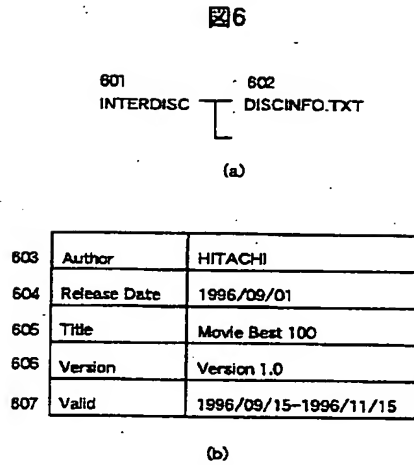 図6
601 602
INTERDISC DISCINFO.TXT
(a)
603 Author HITACHI
604 Release Date 1996/09/01
605 Title Movie Best 100
606 Version Version 1.0
607 Valid 1996/09/15-1996/11/15
(b)